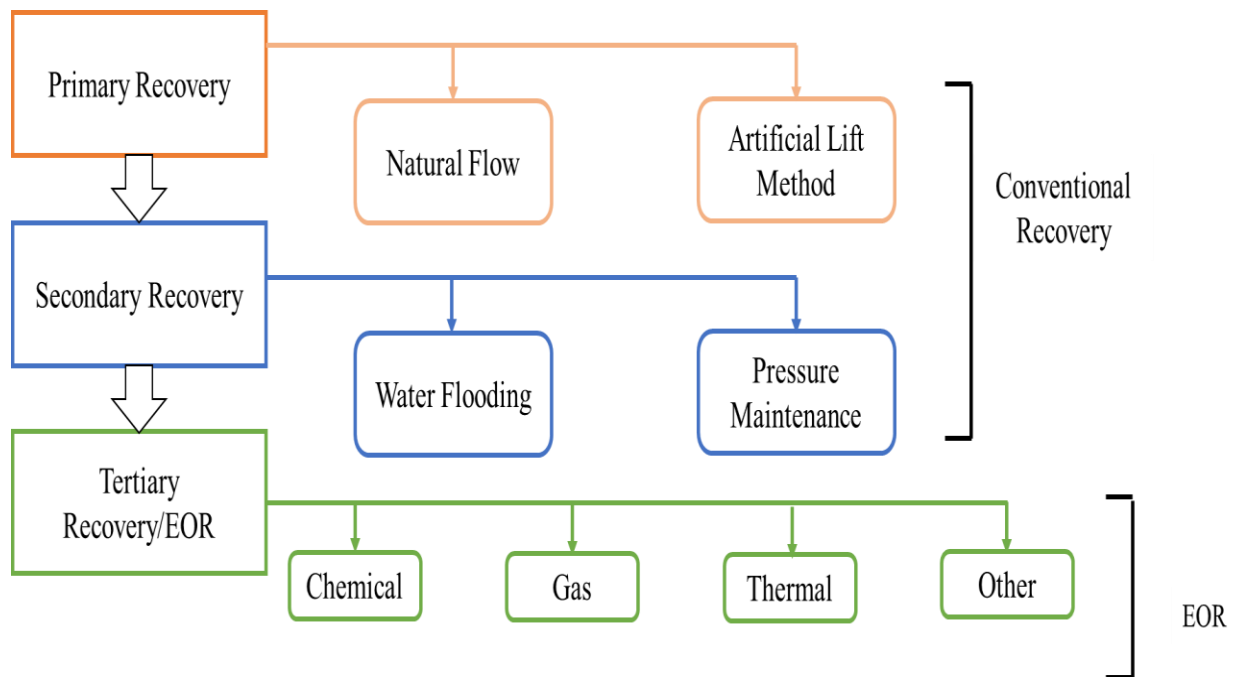 Primary Recovery
Natural Flow
Artificial Lift
Method
Conventional
Recovery
Secondary Recovery
Water Flooding
Pressure
Maintenance
Tertiary
Recovery/EOR
Chemical
Gas
Thermal
Other
EOR